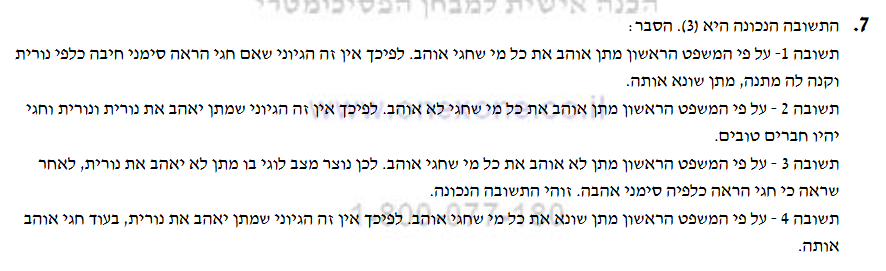 הכנה אישית למבחן הפסיכומטרי
7. התשובה הנכונה היא (3). הסבר:
תשובה 1- על פי המשפט הראשון מתן אוהב את כל מי שחגי אוהב. לפיכך אין זה הגיוני שאם חגי הראה סימני חיבה כלפי נורית
וקנה לה מתנה, מתן שונא אותה.
תשובה 2 - על פי המשפט הראשון מתן אוהב את כל מי שחגי לא אוהב. לפיכך אין זה הגיוני שמתן יאהב את נורית ונורית וחגי
יהיו חברים טובים.
תשובה 3 - על פי המשפט הראשון מתן לא אוהב את כל מי שחגי אוהב. לכן נוצר מצב לוגי בו מתן לא יאהב את נורית, לאחר
שראה כי חגי הראה כלפיה סימני אהבה. זוהי התשובה הנכונה.
1-800-077-180
תשובה 4 - על פי המשפט הראשון מתן שונא את כל מי שחגי אוהב. לפיכך אין זה הגיוני שמתן יאהב את נורית, בעוד חגי אוהב
אותה.